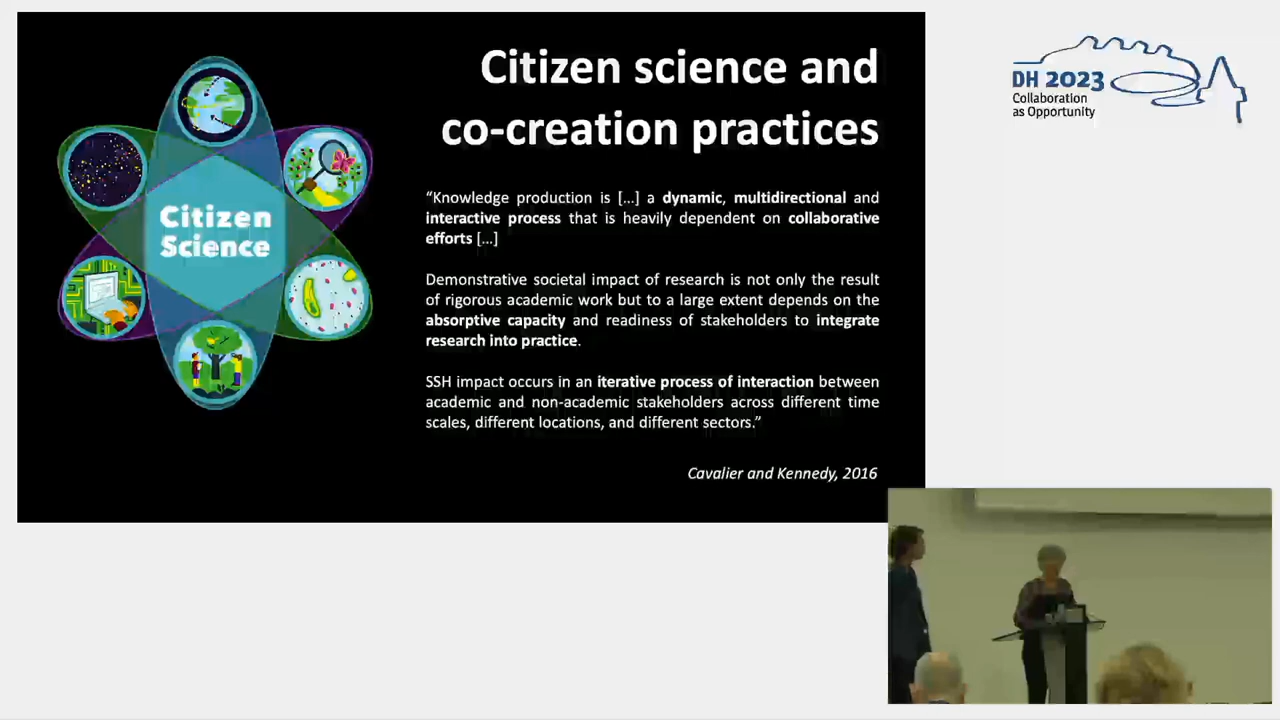 Citizen science and
co-creation practices
Citizen
Science
“Knowledge production is [...] a dynamic, multidirectional and
interactive process that is heavily dependent on collaborative
efforts [...]
Demonstrative societal impact of research is not only the result
of rigorous academic work but to a large extent depends on the
absorptive capacity and readiness of stakeholders to integrate
research into practice.
SSH impact occurs in an iterative process of interaction between
academic and non-academic stakeholders across different time
scales, different locations, and different sectors.”
Cavalier and Kennedy, 2016
DH 2023
Collaboration
as Opportunity